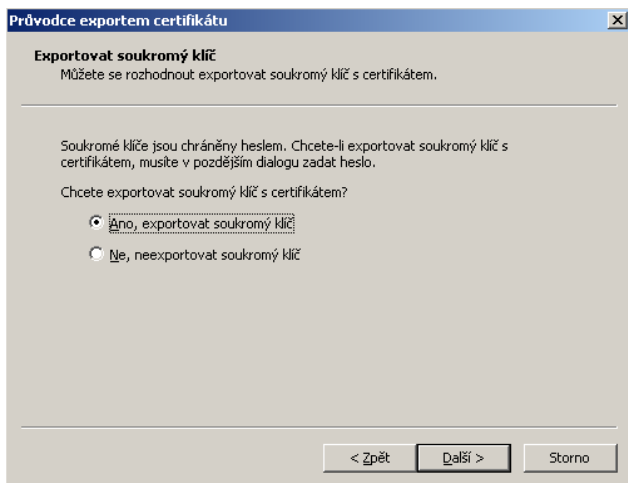 Průvodce exportem certifikátu
Exportovat soukromý klíč
Můžete se rozhodnout exportovat soukromý klíč s certifikátem.
Soukromé klíče jsou chráněny heslem. Chcete-li exportovat soukromý klíč s
certifikátem, musíte v pozdějším dialogu zadat heslo.
Chcete exportovat soukromý klíč s certifikátem?
Ano, exportovat soukromý klíč
Ne, neexportovat soukromý klíč
< Zpět
Další >
Storno